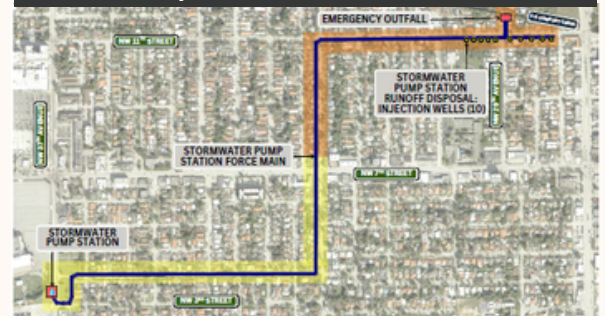 EMERGENCY OUTFALL
NW 11TH STREET
STORMWATER
PUMP STATION
RUNOFF DISPOSAL:
INJECTION WELLS (10)
STORMWATER PUMP
STATION FORCE MAIN
NW 7TH STREET
STORMWATER
PUMP STATION
NW 3RD STREET